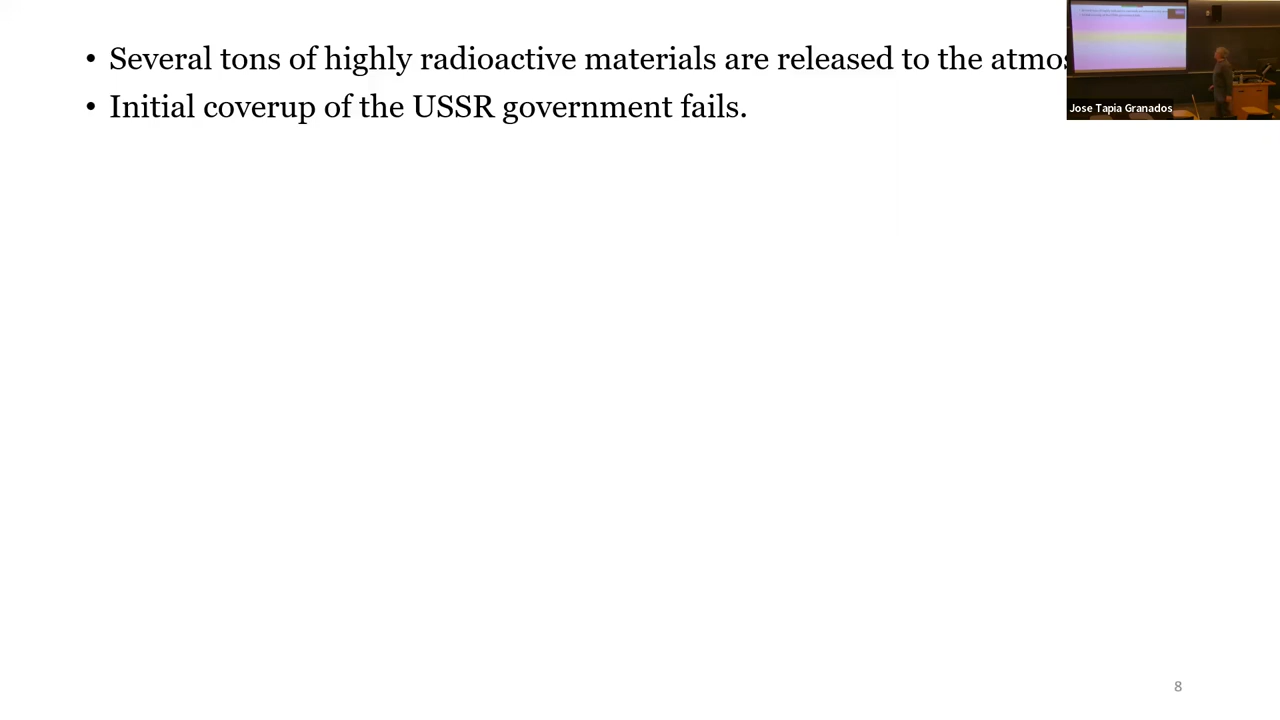 • Several tons of highly radioactive materials are released to the
• Initial coverup of the USSR government fails.
Jose Tapia Granados
8